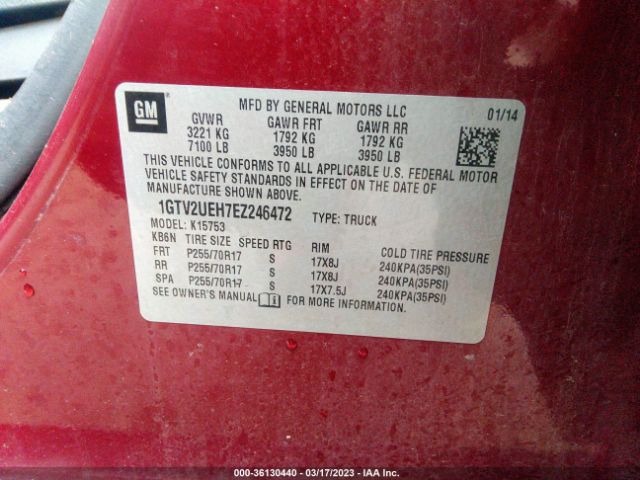 GM
MFD BY GENERAL MOTORS LLC 01/14
GVWR GAWR FRT GAWR RR
3221 KG 1792 KG 1792 KG
7100 LB 3950 LB 3950 LB
THIS VEHICLE CONFORMS TO ALL APPLICABLE U.S. FEDERAL MOTOR
VEHICLE SAFETY STANDARDS IN EFFECT ON THE DATE OF
MANUFACTURE SHOWN ABOVE.
1GTV2UEH7EZ246472 TYPE: TRUCK
MODEL: K15753
KB6N TIRE SIZE SPEED RTG RIM COLD TIRE PRESSURE
FRT P255/70R17 S 17X8J 240KPA(35PSI)
RR P255/70R17 S 17X8J 240KPA(35PSI)
SPA P255/70R17 S 17X7.5J 240KPA(35PSI)
SEE OWNER'S MANUAL FOR MORE INFORMATION.
000-36130440 - 03/17/2023 - IAA Inc.